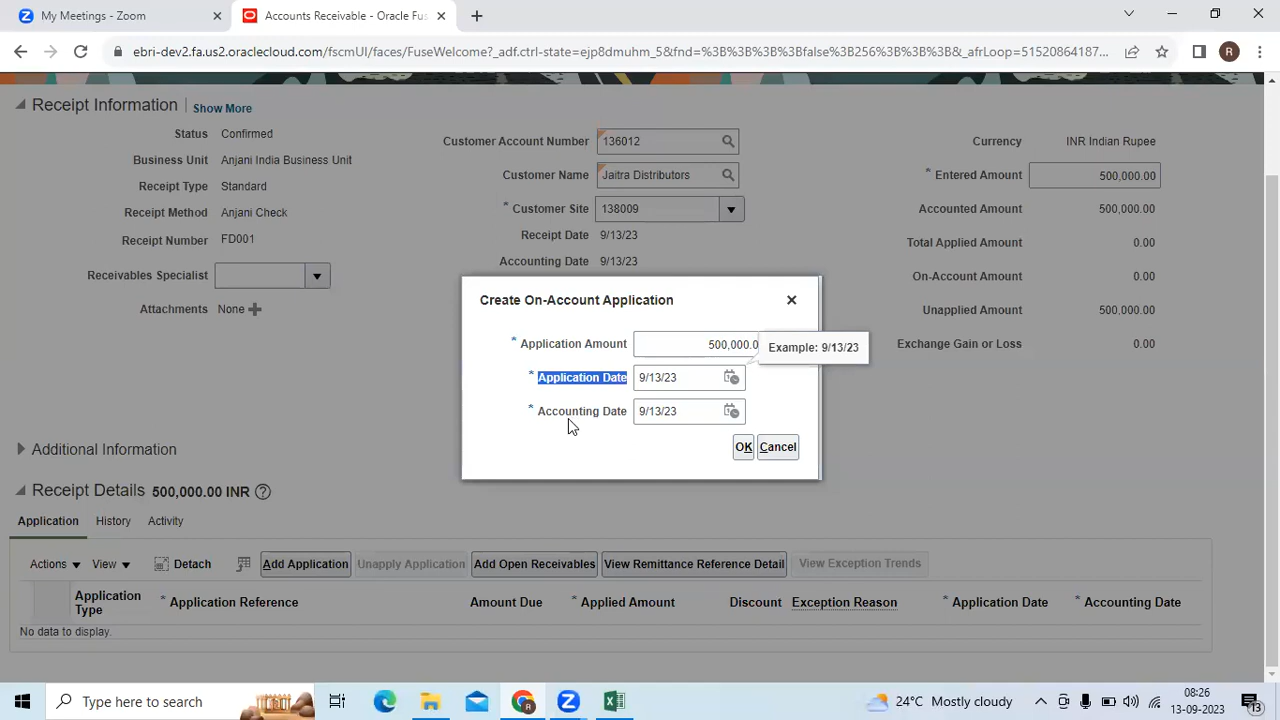 My Meetings - Zoom
Accounts Receivable - Oracle Fus
ebri-dev2.fa.us2.oraclecloud.com/fscmUI/faces/FuseWelcome?_adf.ctrl-state=ejp8dmuhm_5&fnd=%3B%3B%3B%3Bfalse%3B256%3B%3B%3B&_afrLoop=51520864187...
R
Receipt Information
Show More
Status Confirmed
Business Unit Anjani India Business Unit
Receipt Type Standard
Receipt Method Anjani Check
Receipt Number FD001
Receivables Specialist
Attachments None
Customer Account Number 136012
Customer Name Jaitra Distributors
* Customer Site 138009
Receipt Date 9/13/23
Accounting Date 9/13/23
Currency INR Indian Rupee
* Entered Amount 500,000.00
Accounted Amount 500,000.00
Total Applied Amount 0.00
On-Account Amount 0.00
Unapplied Amount 500,000.00
Exchange Gain or Loss 0.00
Create On-Account Application
* Application Amount 500,000.0
Example: 9/13/23
* Application Date 9/13/23
* Accounting Date 9/13/23
OK Cancel
Additional Information
Receipt Details 500,000.00 INR
Application History Activity
Actions View Detach Add Application Unapply Application Add Open Receivables View Remittance Reference Detail View Exception Trends
Application Type * Application Reference Amount Due * Applied Amount Discount Exception Reason * Application Date * Accounting Date
No data to display.
Type here to search
24°C Mostly cloudy
08:26
13-09-2023
13